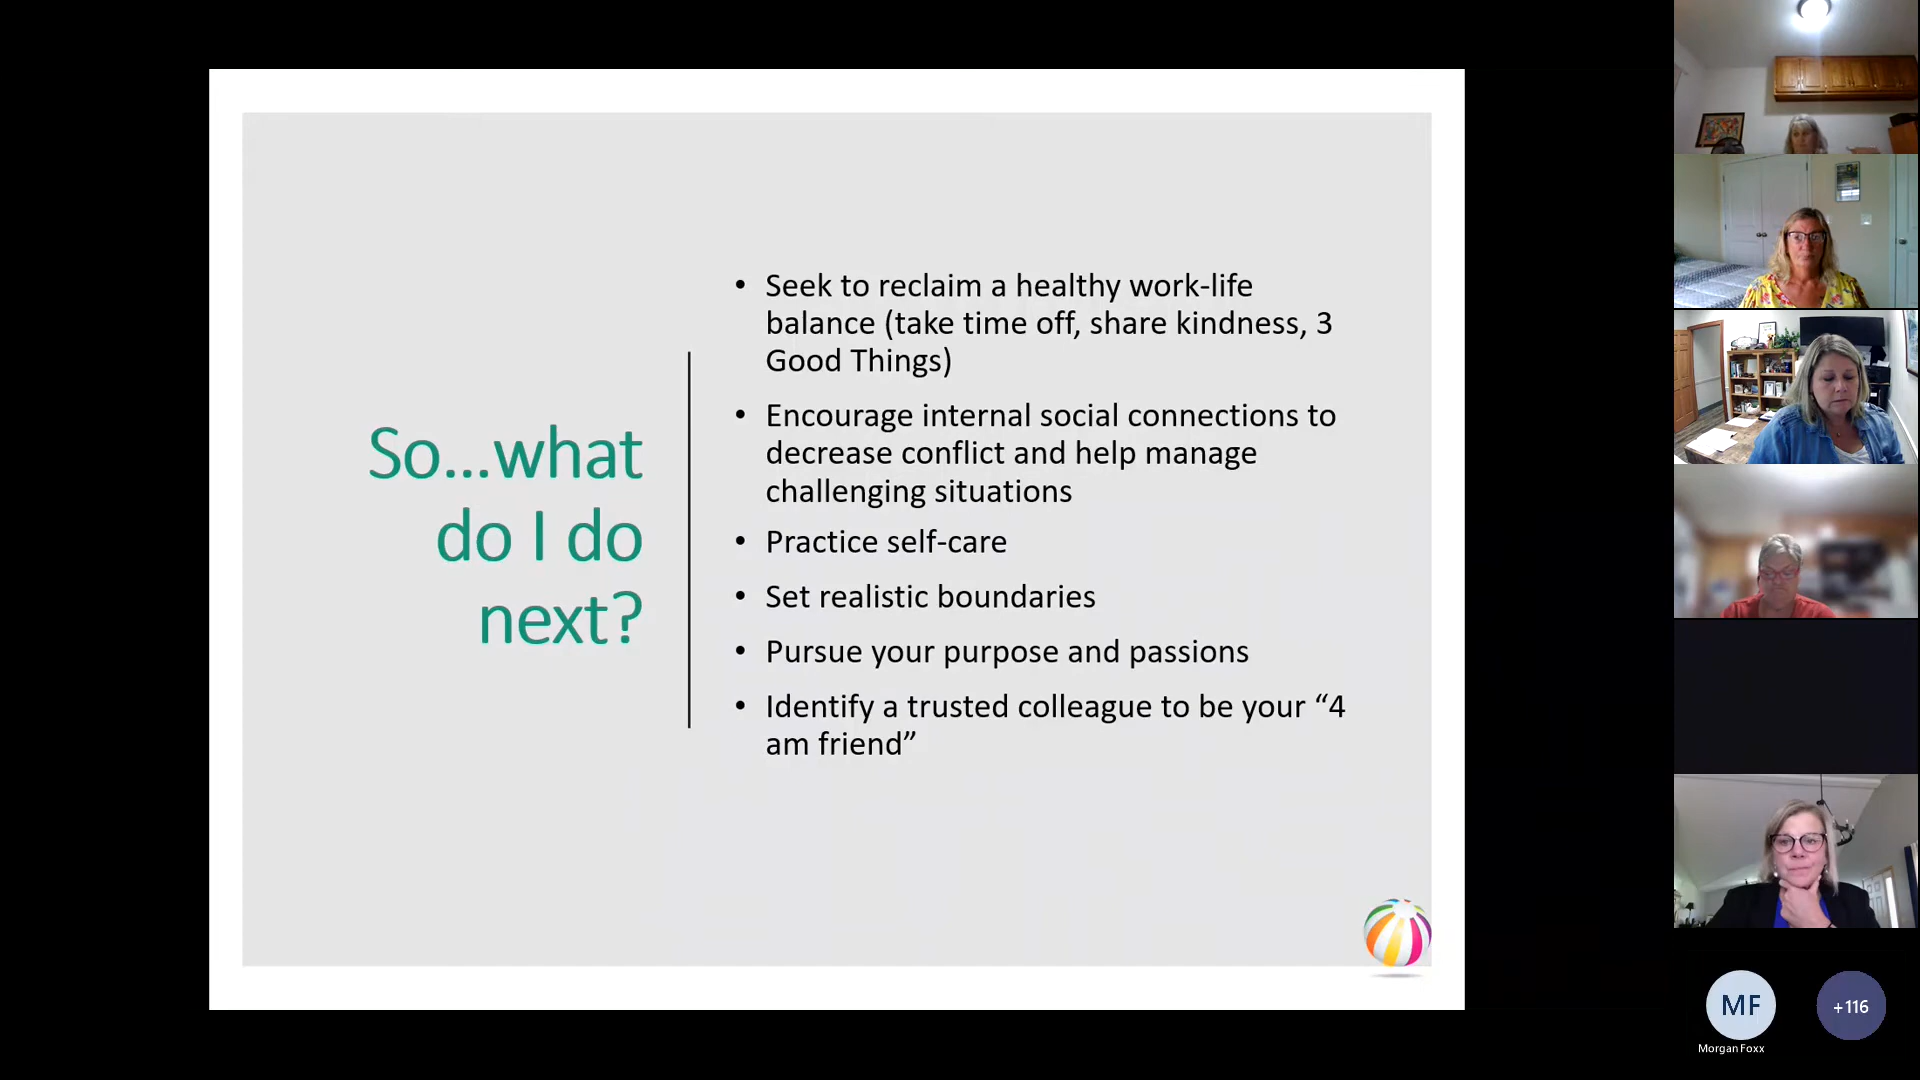 So...what
do I do
next?
• Seek to reclaim a healthy work-life
balance (take time off, share kindness, 3
Good Things)
• Encourage internal social connections to
decrease conflict and help manage
challenging situations
• Practice self-care
• Set realistic boundaries
• Pursue your purpose and passions
• Identify a trusted colleague to be your “4
am friend”
MF
+116
Morgan Foxx